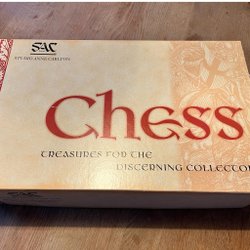 SAC
STUDIO ANNE CARLTON
Chess
TREASURES FOR THE
DISCERNING COLLECTOR